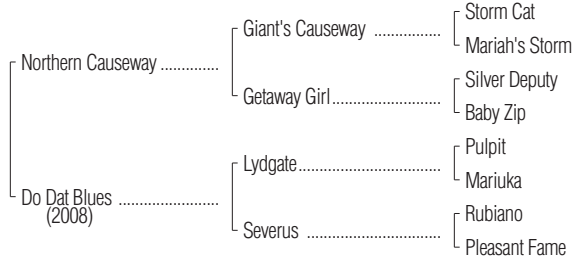 Storm Cat
Giant's Causeway ................
Mariah's Storm
Northern Causeway ..............
Silver Deputy
Getaway Girl...........................
Baby Zip
Pulpit
Lydgate...................................
Mariuka
Do Dat Blues ........................
(2008)
Rubiano
Severus .................................
Pleasant Fame